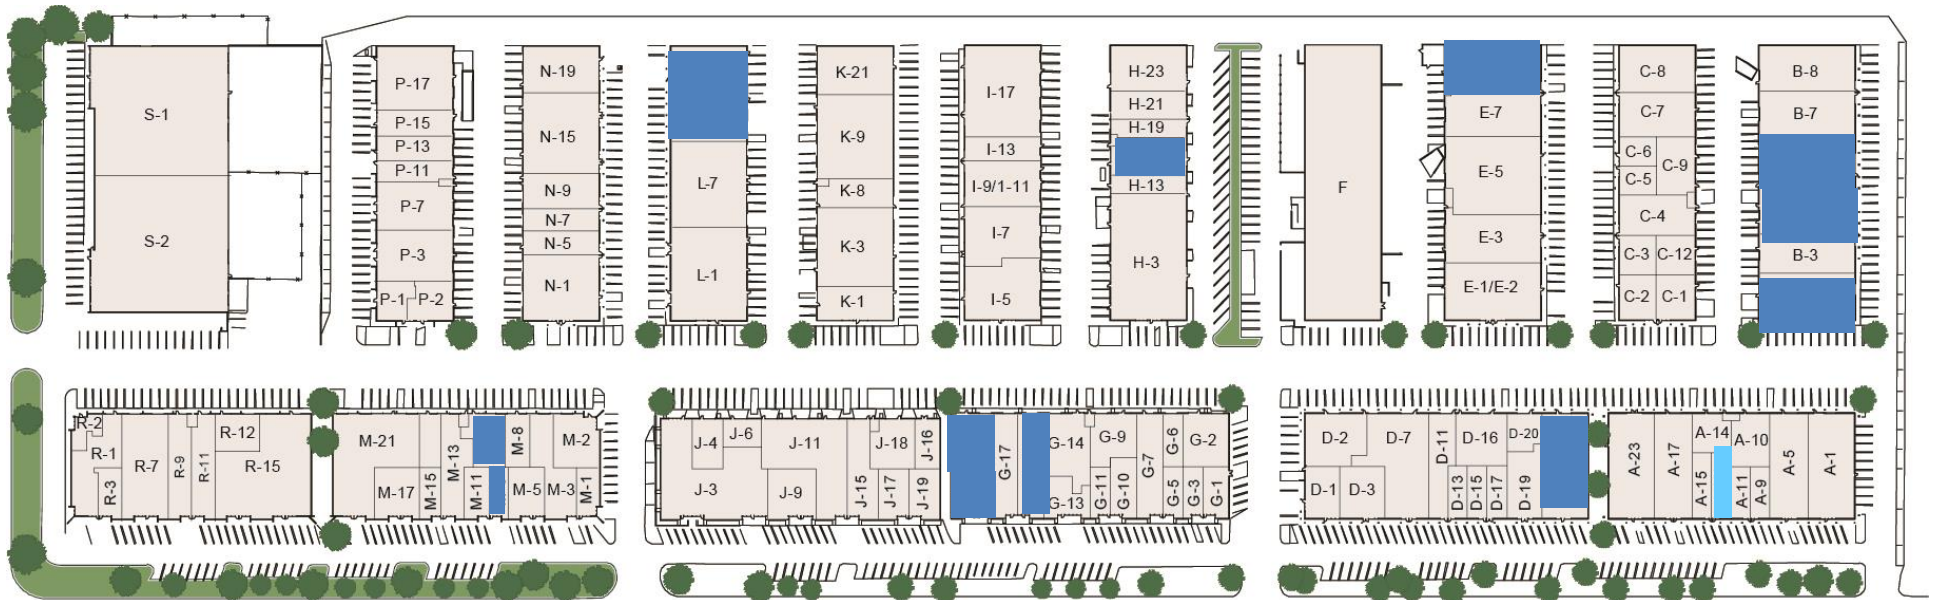 S-1
S-2
P-17
P-15
P-13
P-11
P-7
P-3
P-1
P-2
N-19
N-15
N-9
N-7
N-5
N-1
L-7
L-1
K-21
K-9
K-8
K-3
K-1
I-17
I-13
I-9/1-11
I-7
I-5
H-23
H-21
H-19
H-13
H-3
F
E-7
E-5
E-3
E-1/E-2
C-8
C-7
C-6
C-9
C-5
C-4
C-3
C-12
C-2
C-1
B-8
B-7
B-3
R-2
R-1
R-3
R-7
R-9
R-11
R-12
R-15
M-21
M-17
M-15
M-13
M-11
M-8
M-5
M-3
M-2
M-1
J-4
J-6
J-3
J-11
J-9
J-15
J-18
J-17
J-16
J-19
G-17
G-14
G-13
G-9
G-11
G-10
G-7
G-6
G-5
G-3
G-2
G-1
D-2
D-1
D-3
D-7
D-11
D-16
D-13
D-15
D-17
D-20
D-19
A-23
A-17
A-14
A-15
A-10
A-11
A-9
A-5
A-1